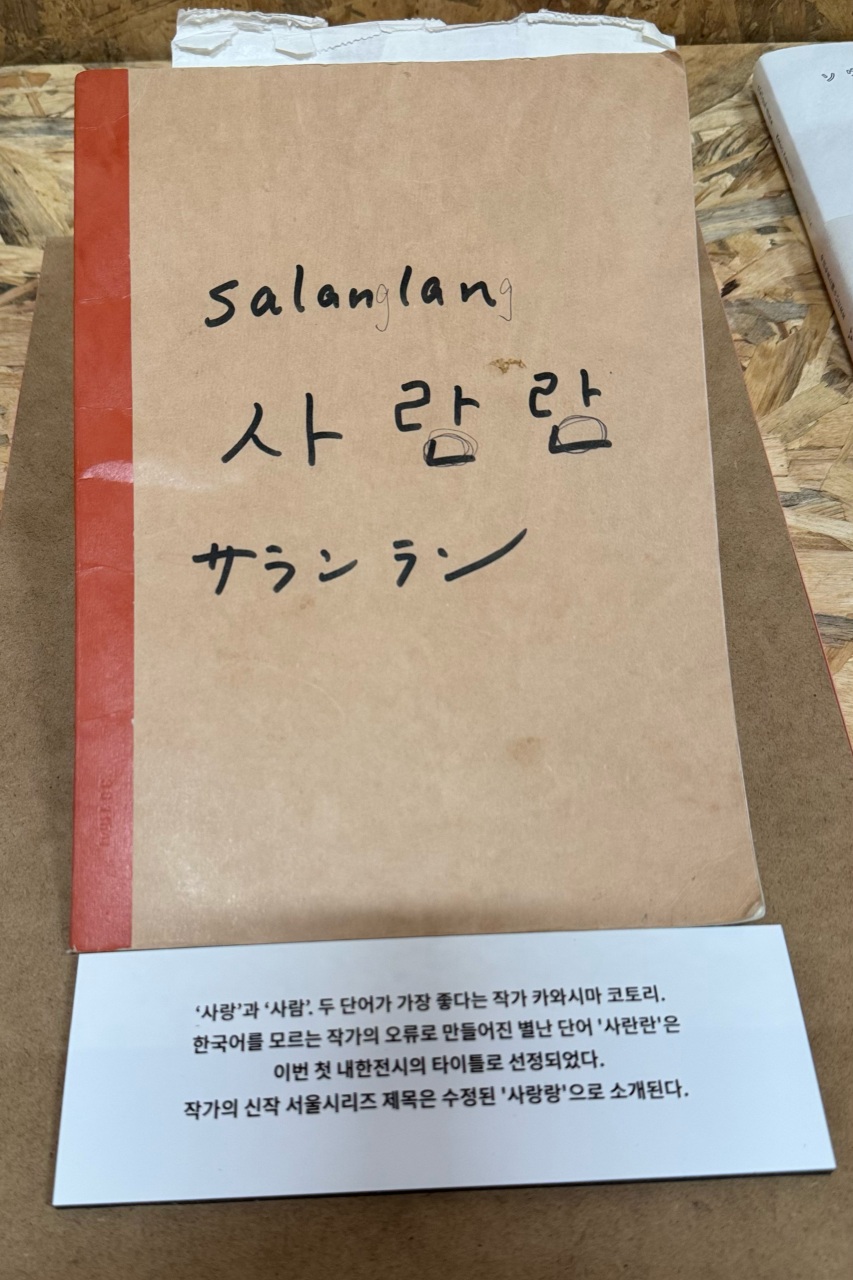 salanglang
사 란 란
サラン ラン
‘사랑’과 ‘사람’. 두 단어가 가장 좋다는 작가 카와시마 코토리.
한국어를 모르는 작가의 오류로 만들어진 별난 단어 '사란란'은
이번 첫 내한전시의 타이틀로 선정되었다.
작가의 신작 서울시리즈 제목은 수정된 '사랑랑'으로 소개된다.